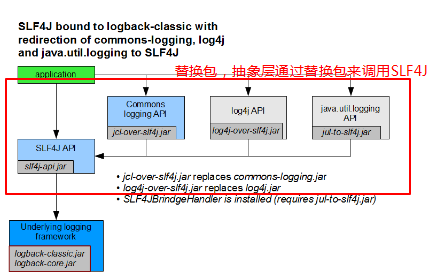 SLF4J bound to logback-classic with
redirection of commons-logging, log4j
and java.util.logging to SLF4J
替换包，抽象层通过替换包来调用SLF4J
application
Commons
logging API
jcl-over-slf4j.jar
log4j API
log4j-over-slf4j.jar
java.util.logging
API
jul-to-slf4j.jar
SLF4J API
slf4j-api.jar
• jcl-over-slf4j.jar replaces commons-logging.jar
• log4j-over-slf4j.jar replaces log4j.jar
• SLF4JBridgeHandler is installed (requires jul-to-slf4j.jar)
Underlying logging
framework
logback-classic.jar
logback-core.jar